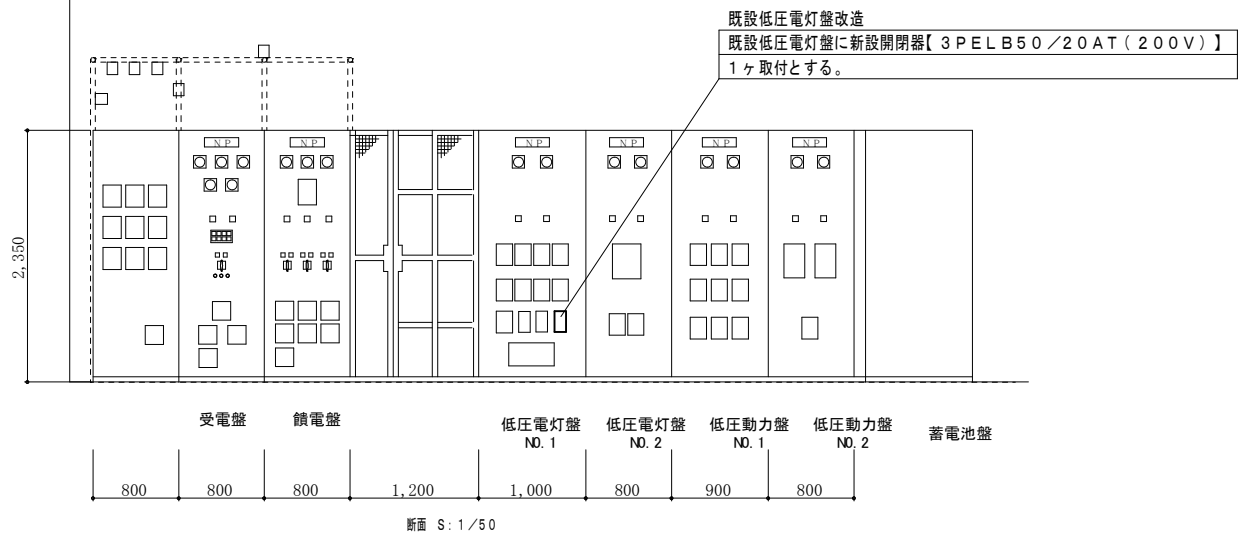 既設低圧電灯盤改造
既設低圧電灯盤に新設開閉器【３ＰＥＬＢ５０／２０ＡＴ（２００Ｖ）】
１ヶ取付とする。
NP
NP
NP
NP
NP
NP
2,350
受電盤
饋電盤
低圧電灯盤
NO.1
低圧電灯盤
NO.2
低圧動力盤
NO.1
低圧動力盤
NO.2
蓄電池盤
800
800
800
1,200
1,000
800
900
800
断面 S:1/50